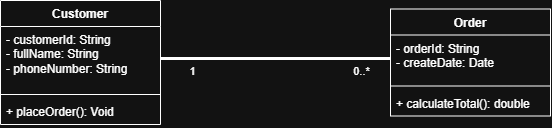 Customer
- customerId: String
- fullName: String
- phoneNumber: String
+ placeOrder(): Void
1
0..*
Order
- orderId: String
- createDate: Date
+ calculateTotal(): double